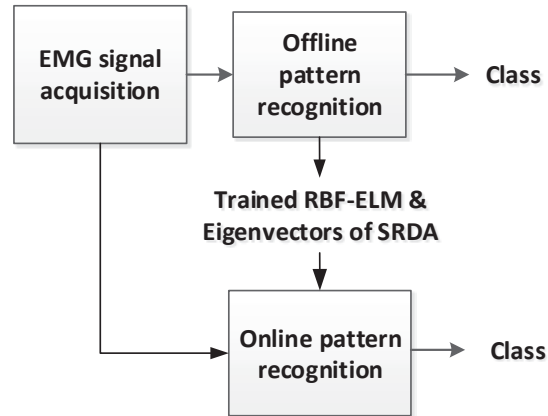 EMG signal
acquisition
Offline
pattern
recognition
Class
Trained RBF-ELM &
Eigenvectors of SRDA
Online pattern
recognition
Class